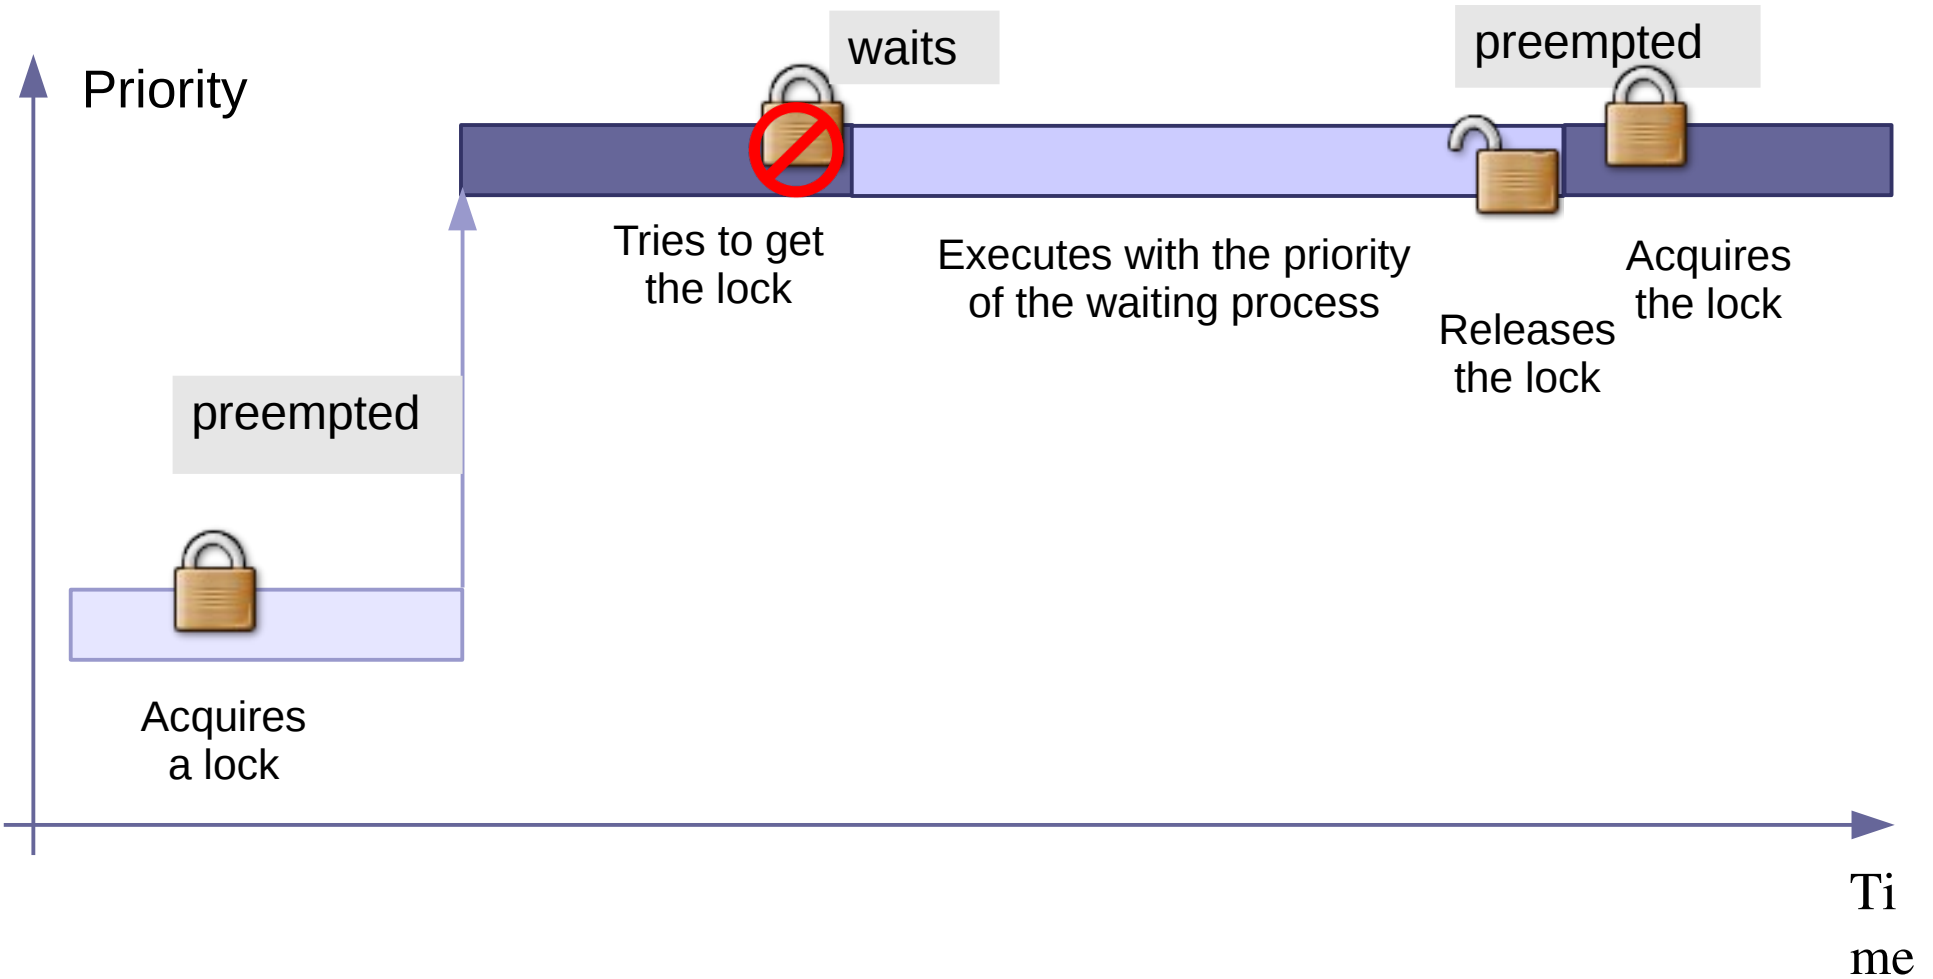 waits
preempted
Priority
Tries to get
the lock
Executes with the priority
of the waiting process
Acquires
the lock
Releases
the lock
preempted
Acquires
a lock
Ti
me